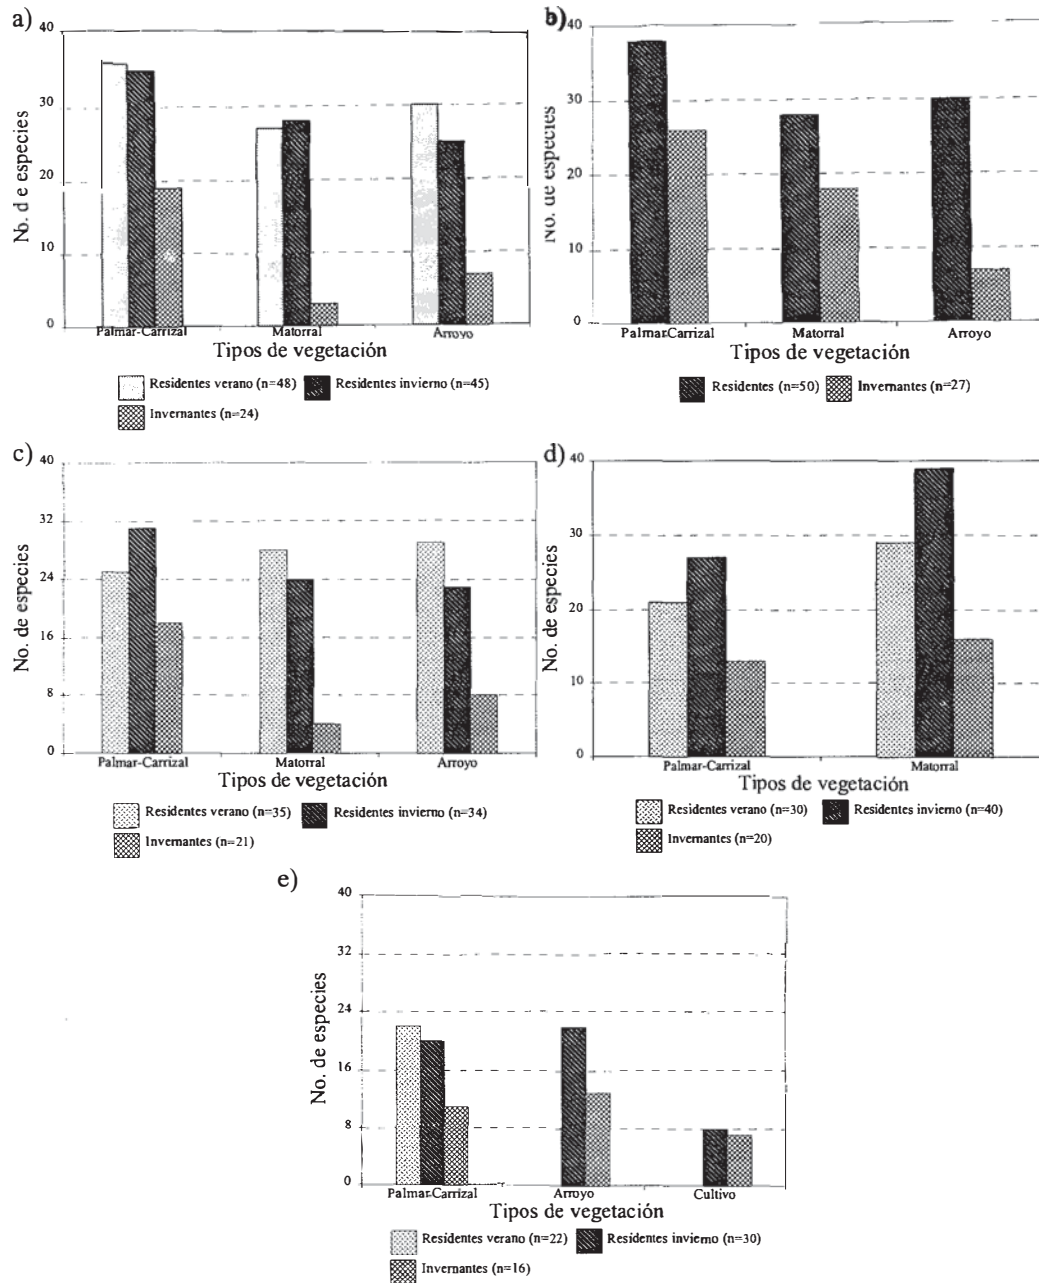 a)
40
30
20
10
0
No. d e especies
Palmar-Carrizal Matorral Arroyo
Tipos de vegetación
Residentes verano (n=48) Residentes invierno (n=45)
Invernantes (n=24)
b)
40
30
20
10
0
No. de especies
Palmar-Carrizal Matorral Arroyo
Tipos de vegetación
Residentes (n=50) Invernantes (n=27)
c)
40
32
24
16
8
0
No. de especies
Palmar-Carrizal Matorral Arroyo
Tipos de vegetación
Residentes verano (n=35) Residentes invierno (n=34)
Invernantes (n=21)
d)
40
30
20
10
0
No. de especies
Palmar-Carrizal Matorral
Tipos de vegetación
Residentes verano (n=30) Residentes invierno (n=40)
Invernantes (n=20)
e)
40
32
24
16
8
0
No. de especies
Palmar-Carrizal Arroyo Cultivo
Tipos de vegetación
Residentes verano (n=22) Residentes invierno (n=30)
Invernantes (n=16)